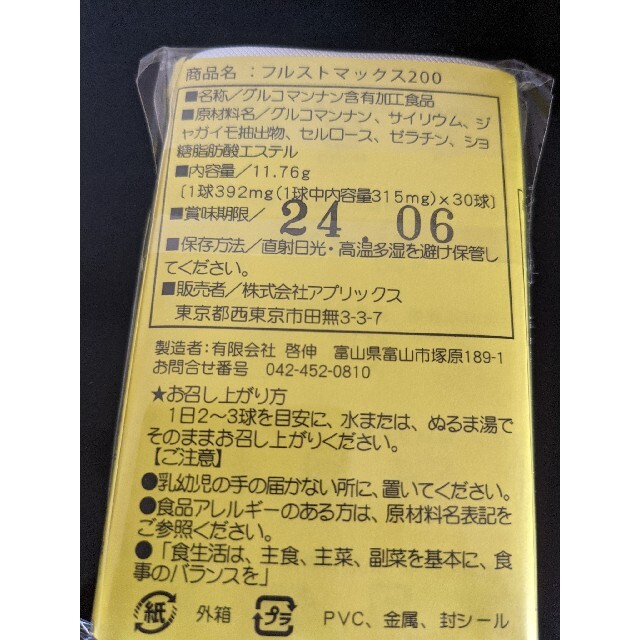 商品名：フルストマックス200
■名称／グルコマンナン含有加工食品
■原材料名／グルコマンナン、サイリウム、ジ
ャガイモ抽出物、セルロース、ゼラチン、ショ
糖脂肪酸エステル
■内容量／11.76g
〔1球392mg(1球中内容量315mg)×30球〕
■賞味期限／ 24.06
■保存方法／直射日光・高温多湿を避け保管し
てください。
■販売者／株式会社アプリックス
東京都西東京市田無3-3-7
製造者：有限会社 啓伸 富山県富山市塚原189-1
お問合せ番号 042-452-0810
★お召し上がり方
1日2～3球を目安に、水または、ぬるま湯で
そのままお召し上がりください。
【ご注意】
●乳幼児の手の届かない所に、置いてください。
●食品アレルギーのある方は、原材料名表記を
ご参照ください。
●「食生活は、主食、主菜、副菜を基本に、食
事のバランスを」
紙 外箱 プラ PVC、金属、封シール